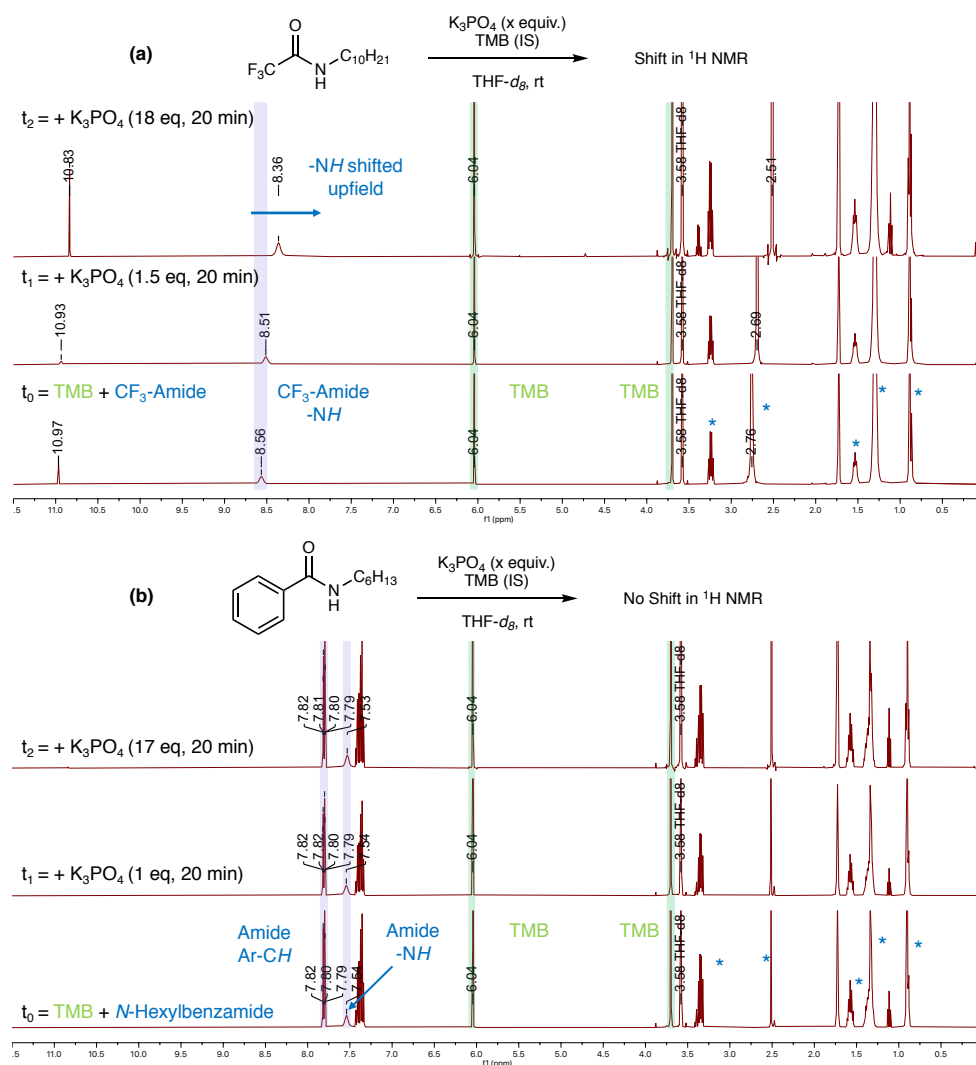 (a)
O
F3C
N
H
C10H21
K3PO4 (x equiv.)
TMB (IS)
THF-d8, rt
Shift in 1H NMR
t2 = + K3PO4 (18 eq, 20 min)
10.83
-NH shifted
upfield
8.36
6.04
3.58 THF-d8
2.51
t1 = + K3PO4 (1.5 eq, 20 min)
10.93
8.51
6.04
3.58 THF-d8
2.69
t0 = TMB + CF3-Amide
CF3-Amide
-NH
TMB
TMB
10.97
8.56
6.04
3.58 THF-d8
2.76
* * * * *
11.5 11.0 10.5 10.0 9.5 9.0 8.5 8.0 7.5 7.0 6.5 6.0 5.5 5.0 4.5 4.0 3.5 3.0 2.5 2.0 1.5 1.0 0.5
f1 (ppm)
(b)
O
N
H
C6H13
K3PO4 (x equiv.)
TMB (IS)
THF-d8, rt
No Shift in 1H NMR
7.82 7.81 7.80 7.79 7.53
6.04
3.58 THF-d8
t2 = + K3PO4 (17 eq, 20 min)
7.82 7.82 7.80 7.79 7.54
6.04
3.58 THF-d8
t1 = + K3PO4 (1 eq, 20 min)
Amide
Ar-CH
Amide
-NH
TMB
TMB
7.82 7.80 7.79 7.54
6.04
3.58 THF-d8
* * * * *
t0 = TMB + N-Hexylbenzamide
1.5 11.0 10.5 10.0 9.5 9.0 8.5 8.0 7.5 7.0 6.5 6.0 5.5 5.0 4.5 4.0 3.5 3.0 2.5 2.0 1.5 1.0 0.5
f1 (ppm)